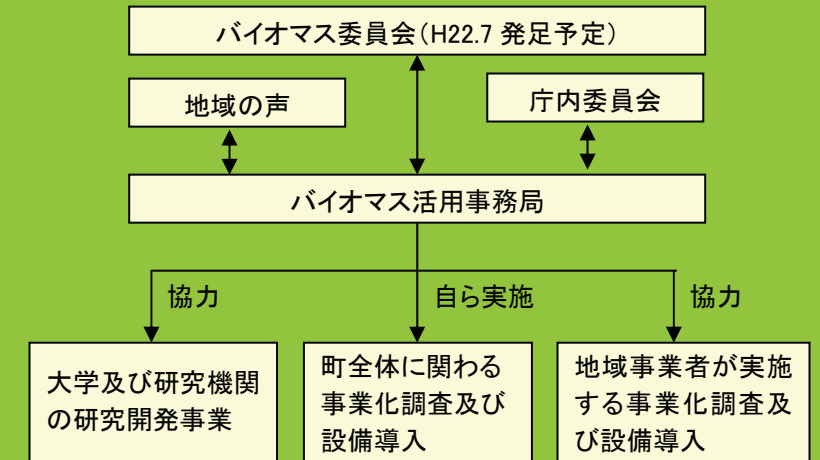 バイオマス委員会(H22.7 発足予定)
地域の声
庁内委員会
バイオマス活用事務局
協力
自ら実施
協力
大学及び研究機関
の研究開発事業
町全体に関わる
事業化調査及び
設備導入
地域事業者が実施
する事業化調査及
び設備導入